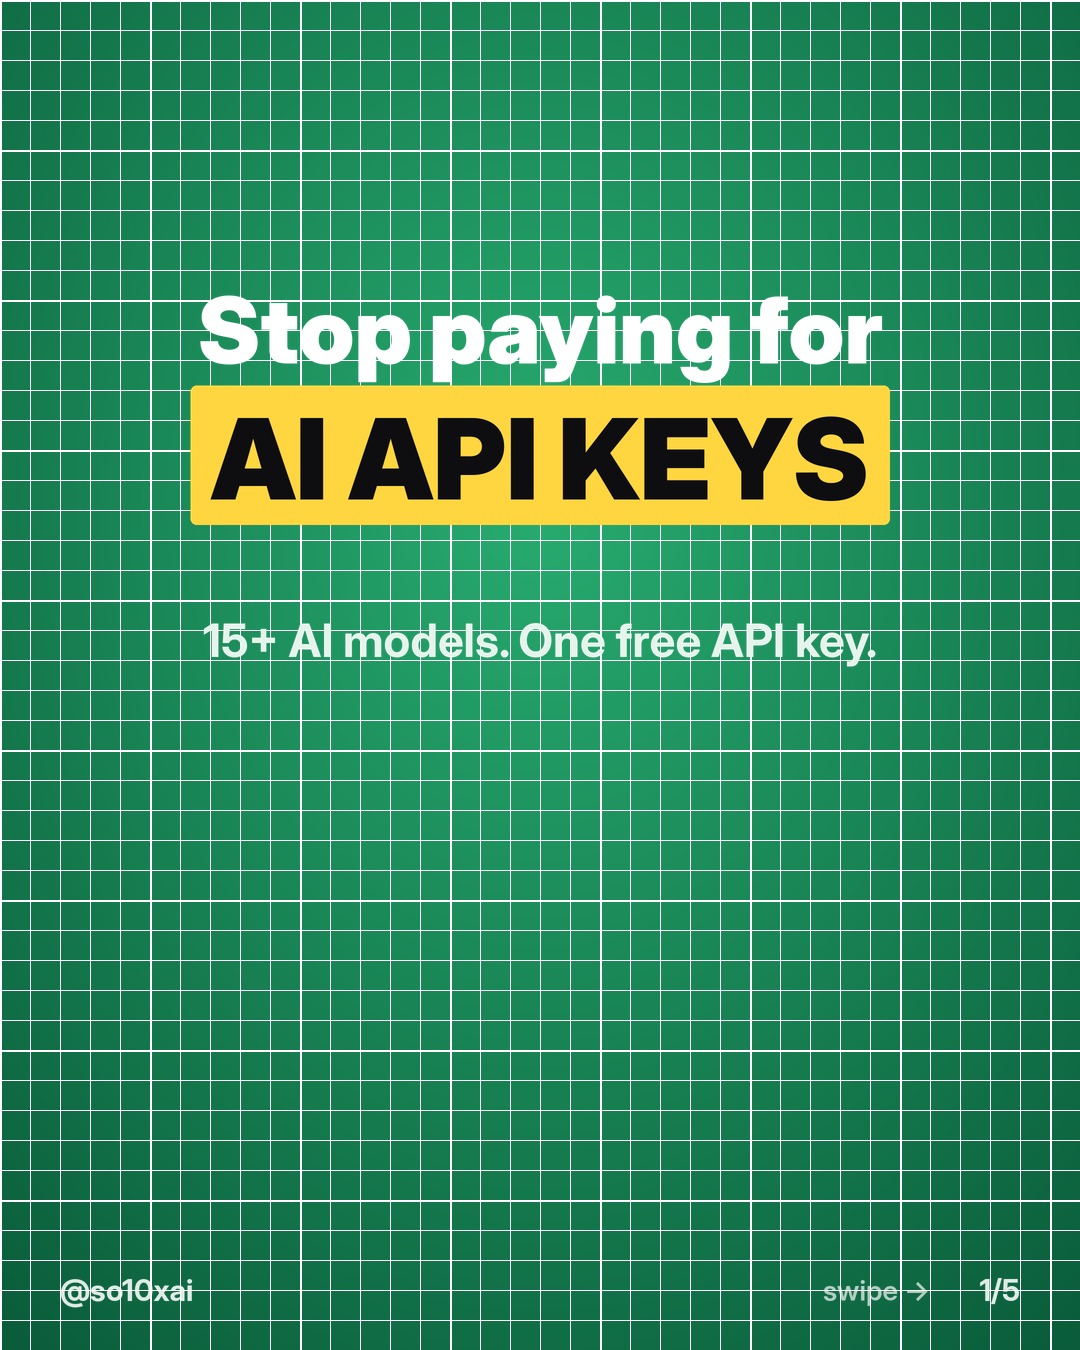 Stop paying for
AI API KEYS
15+ AI models. One free API key.
@so10xai
swipe → 1/5